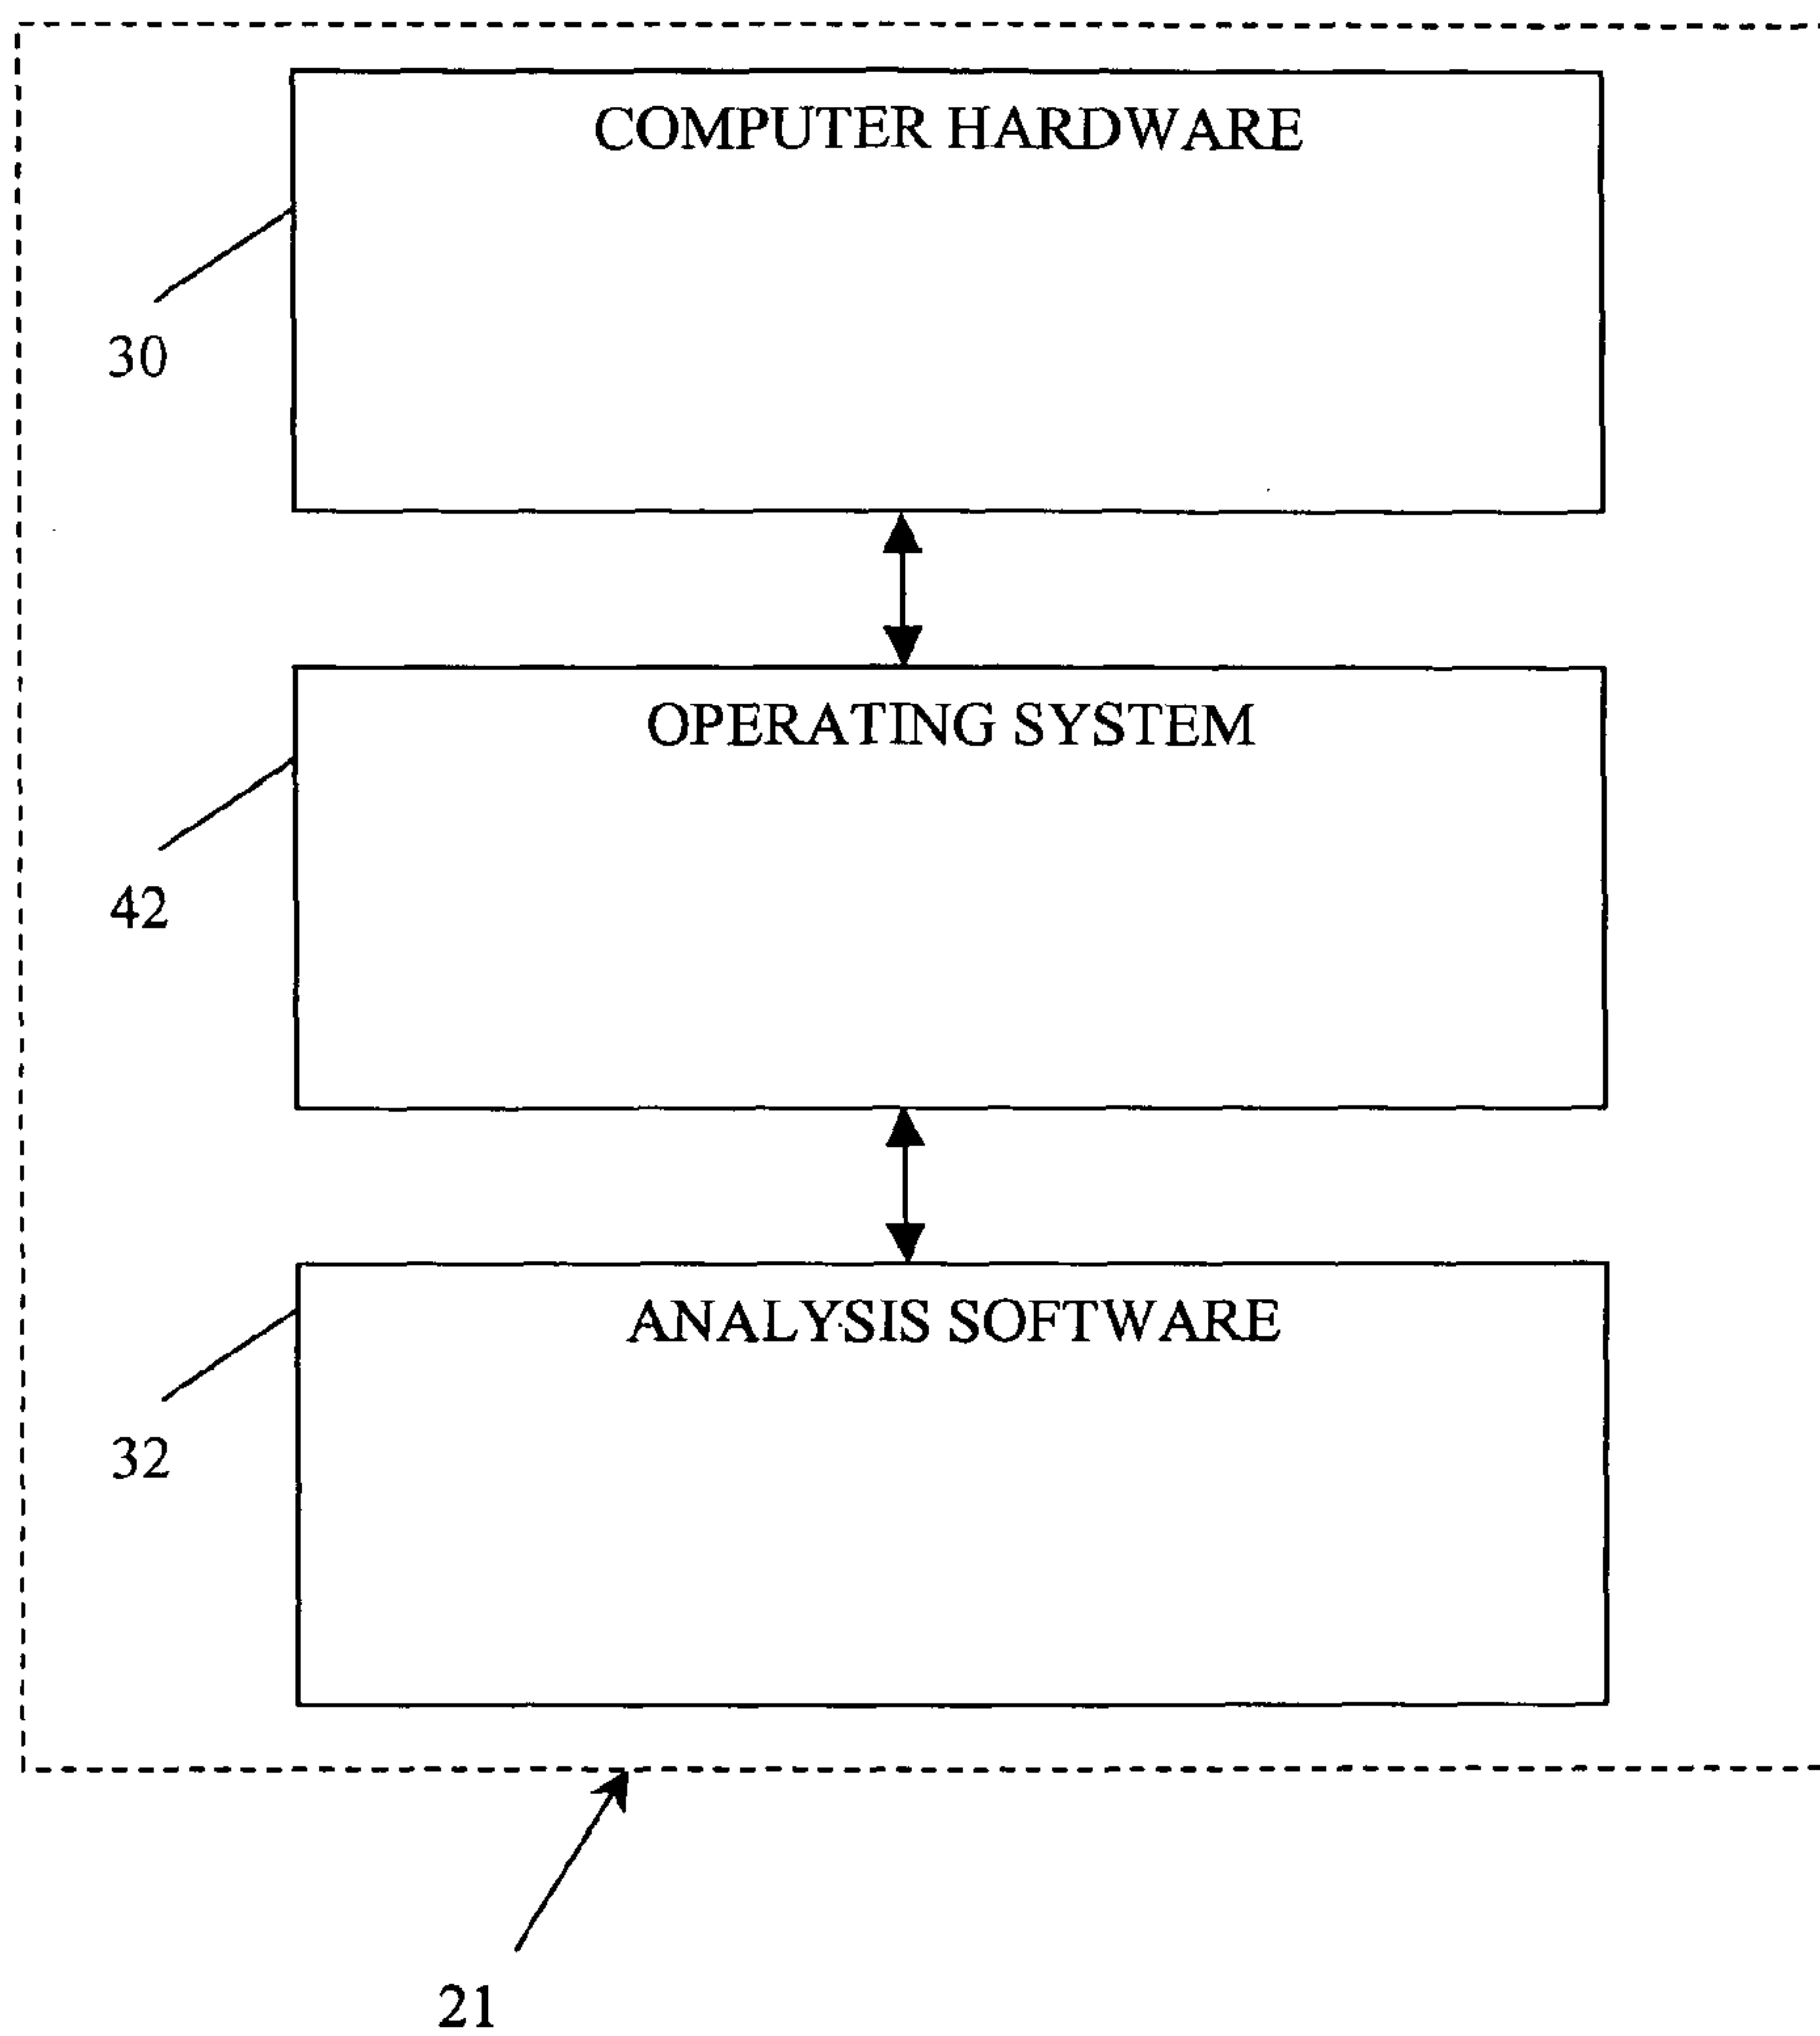 COMPUTER HARDWARE
30
OPERATING SYSTEM
42
ANALYSIS SOFTWARE
32
21